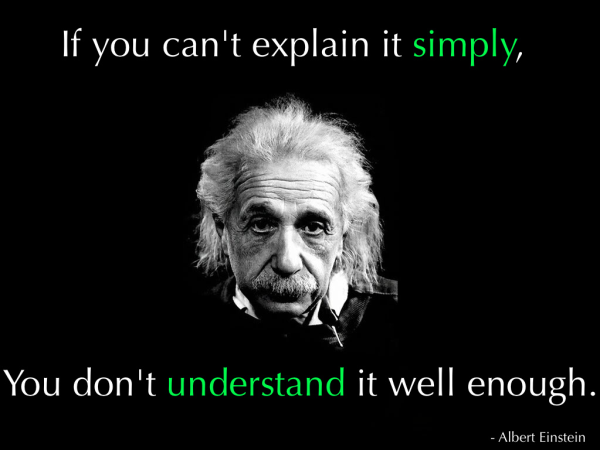 If you can't explain it simply,
You don't understand it well enough.
- Albert Einstein